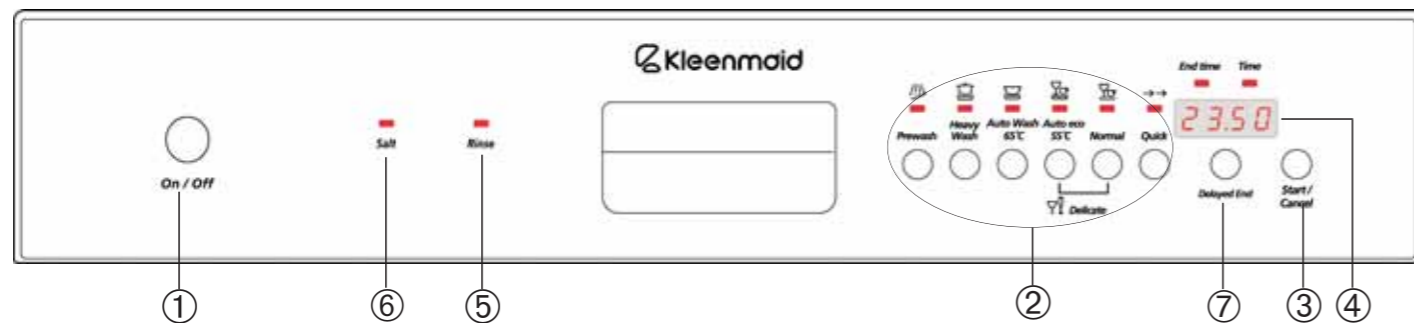 Kleenmaid
End time Time
23.50
Prewash
Heavy Wash
Auto Wash 65°C
Auto eco 55°C
Normal
Quick
Salt
Rinse
On / Off
Delicate
Delayed End
Start / Cancel
① ⑥ ⑤ ② ⑦ ③ ④